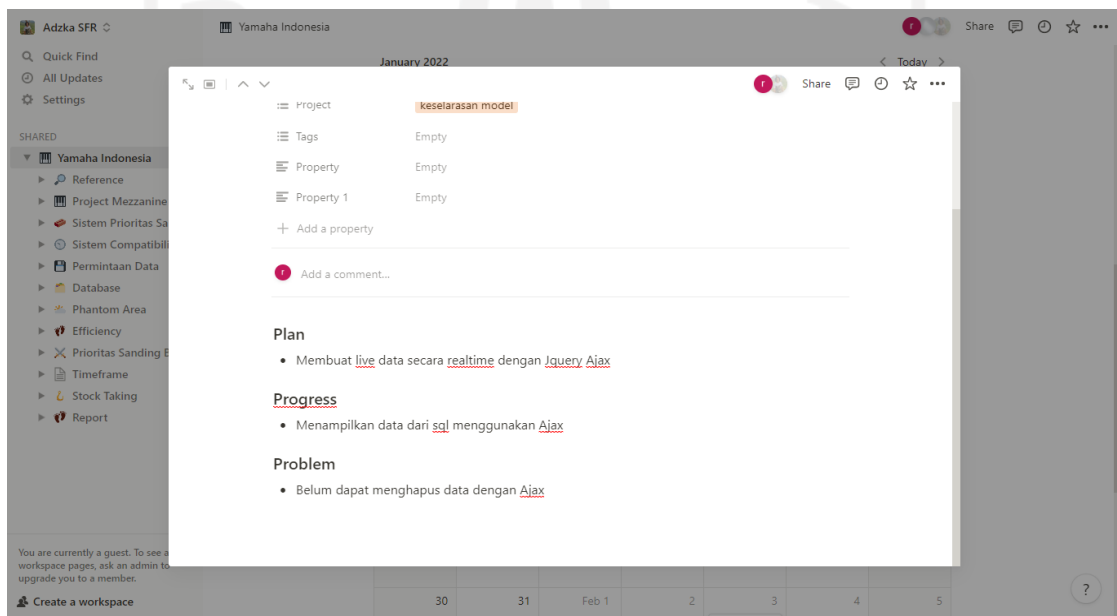 Adzka SFR
Yamaha Indonesia
Share
Quick Find
All Updates
Settings
January 2022
Today
Share
Project
keselarasan model
Tags
Empty
Property
Empty
Property 1
Empty
Add a property
Add a comment...
SHARED
Yamaha Indonesia
Reference
Project Mezzanine
Sistem Prioritas Sa
Sistem Compatibili
Permintaan Data
Database
Phantom Area
Efficiency
Prioritas Sanding
Timeframe
Stock Taking
Report
Plan
• Membuat live data secara realtime dengan Jquery Ajax
Progress
• Menampilkan data dari sql menggunakan Ajax
Problem
• Belum dapat menghapus data dengan Ajax
You are currently a guest. To see a
workspace pages, ask an admin to
upgrade you to a member.
Create a workspace
30 31 Feb 1 2 3 4 5
?